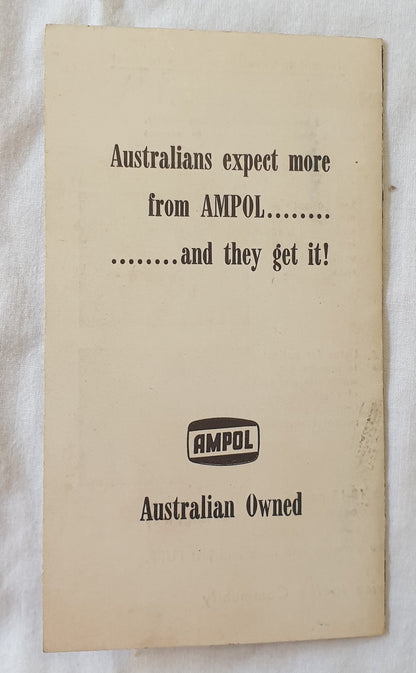 Australians expect more
from AMPOL........
........and they get it!
AMPOL
Australian Owned